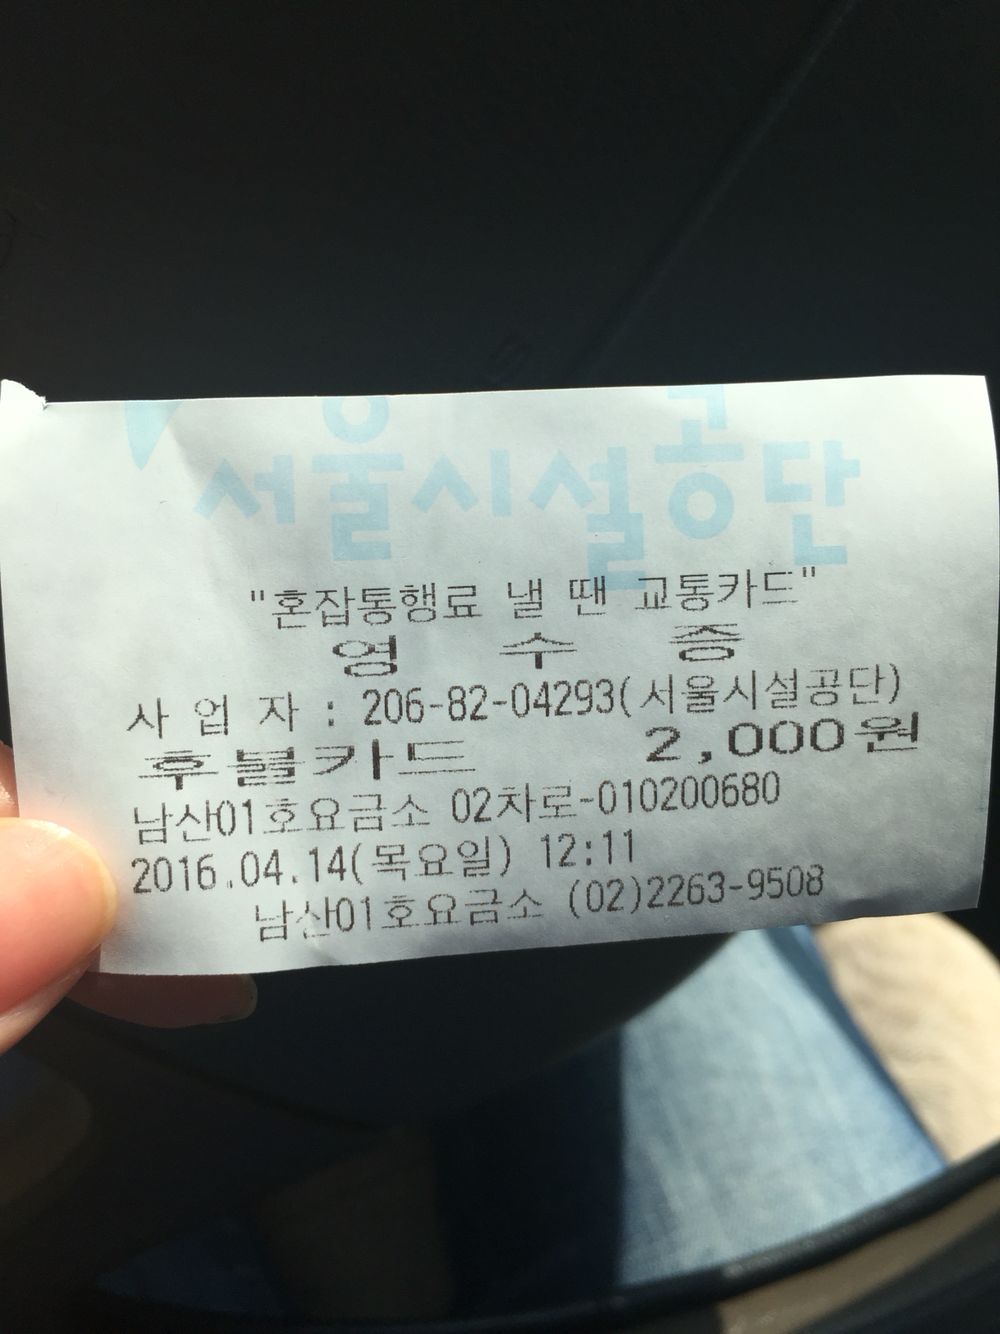 서울시설공단
"혼잡통행료 낼 땐 교통카드"
영 수 증
사 업 자 : 206-82-04293(서울시설공단)
후불카드 2,000원
남산01호요금소 02차로-010200680
2016.04.14(목요일) 12:11
남산01호요금소 (02)2263-9508